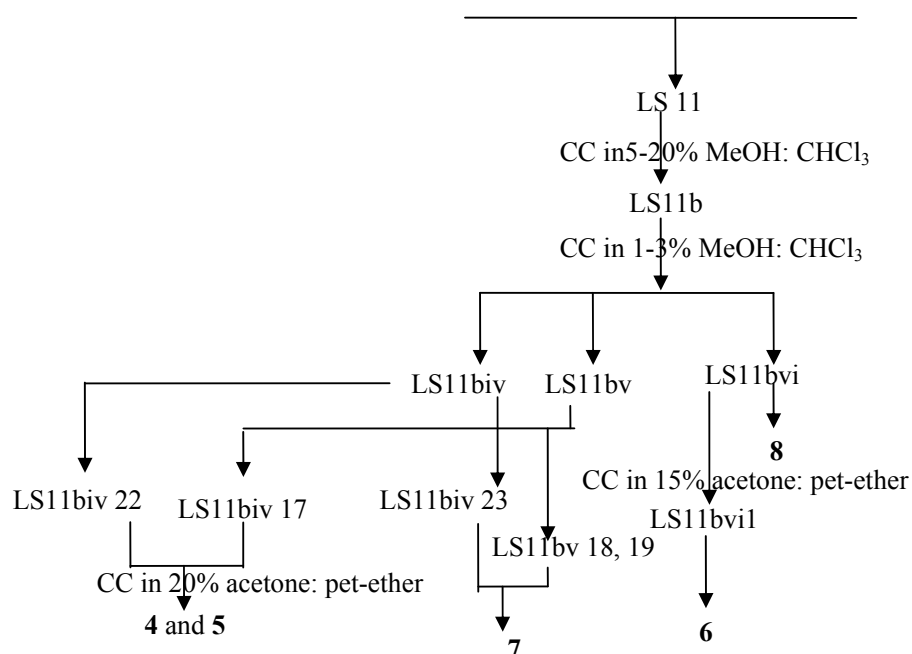 LS 11
CC in5-20% MeOH: CHCl₃
LS11b
CC in 1-3% MeOH: CHCl₃
LS11biv
LS11bv
LS11bvi
8
CC in 15% acetone: pet-ether
LS11biv 22
LS11biv 17
LS11biv 23
LS11bvi1
LS11bv 18, 19
CC in 20% acetone: pet-ether
4 and 5
7
6